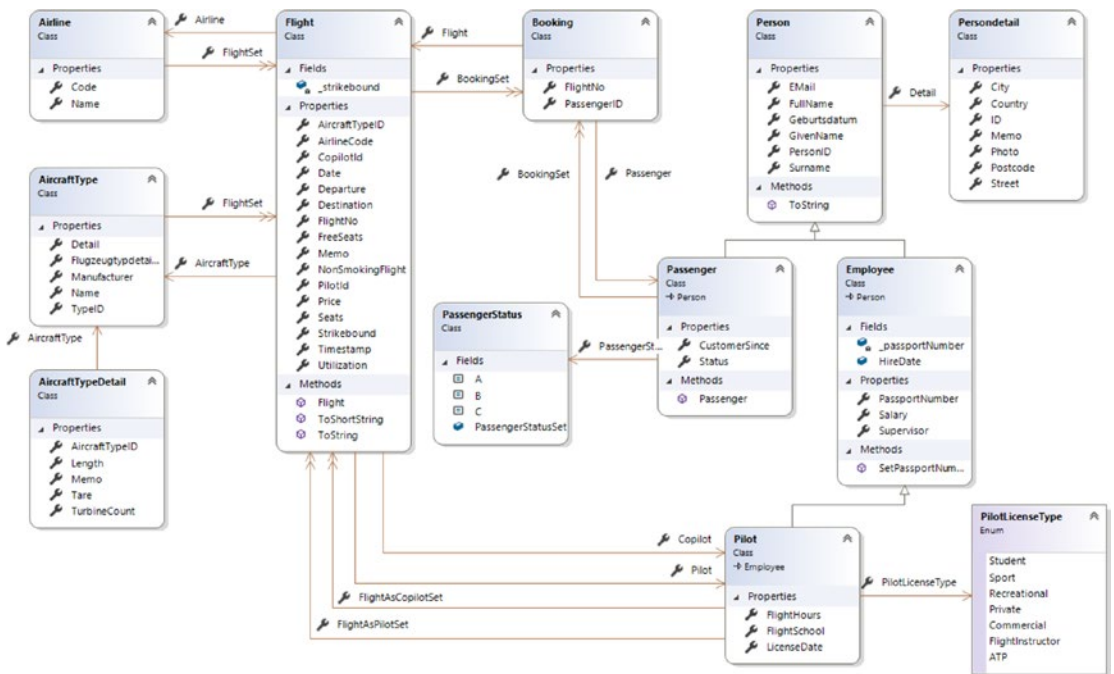 Airline
Class
Properties
Code
Name
Airline
FlightSet
Flight
Class
Fields
_strikebound
Properties
AircraftTypeID
AirlineCode
CopilotId
Date
Departure
Destination
FlightNo
FreeSeats
Memo
NonSmokingFlight
PilotId
Price
Seats
Strikebound
Timestamp
Utilization
Methods
Flight
ToShortString
ToString
Flight
BookingSet
Booking
Class
Properties
FlightNo
PassengerID
BookingSet
Passenger
Person
Class
Properties
EMail
FullName
Geburtsdatum
GivenName
PersonID
Surname
Methods
ToString
Detail
Persondetail
Class
Properties
City
Country
ID
Memo
Photo
Postcode
Street
AircraftType
Class
Properties
Detail
Flugzeugtypdetai...
Manufacturer
Name
TypeID
FlightSet
AircraftType
AircraftType
AircraftTypeDetail
Class
Properties
AircraftTypeID
Length
Memo
Tare
TurbineCount
PassengerStatus
Class
Fields
A
B
C
PassengerStatusSet
PassengerSt...
Passenger
Class
Person
Properties
CustomerSince
Status
Methods
Passenger
Employee
Class
Person
Fields
_passportNumber
HireDate
Properties
PassportNumber
Salary
Supervisor
Methods
SetPassportNum...
Copilot
Pilot
FlightAsCopilotSet
FlightAsPilotSet
Pilot
Class
Employee
Properties
FlightHours
FlightSchool
LicenseDate
PilotLicenseType
PilotLicenseType
Enum
Student
Sport
Recreational
Private
Commercial
FlightInstructor
ATP